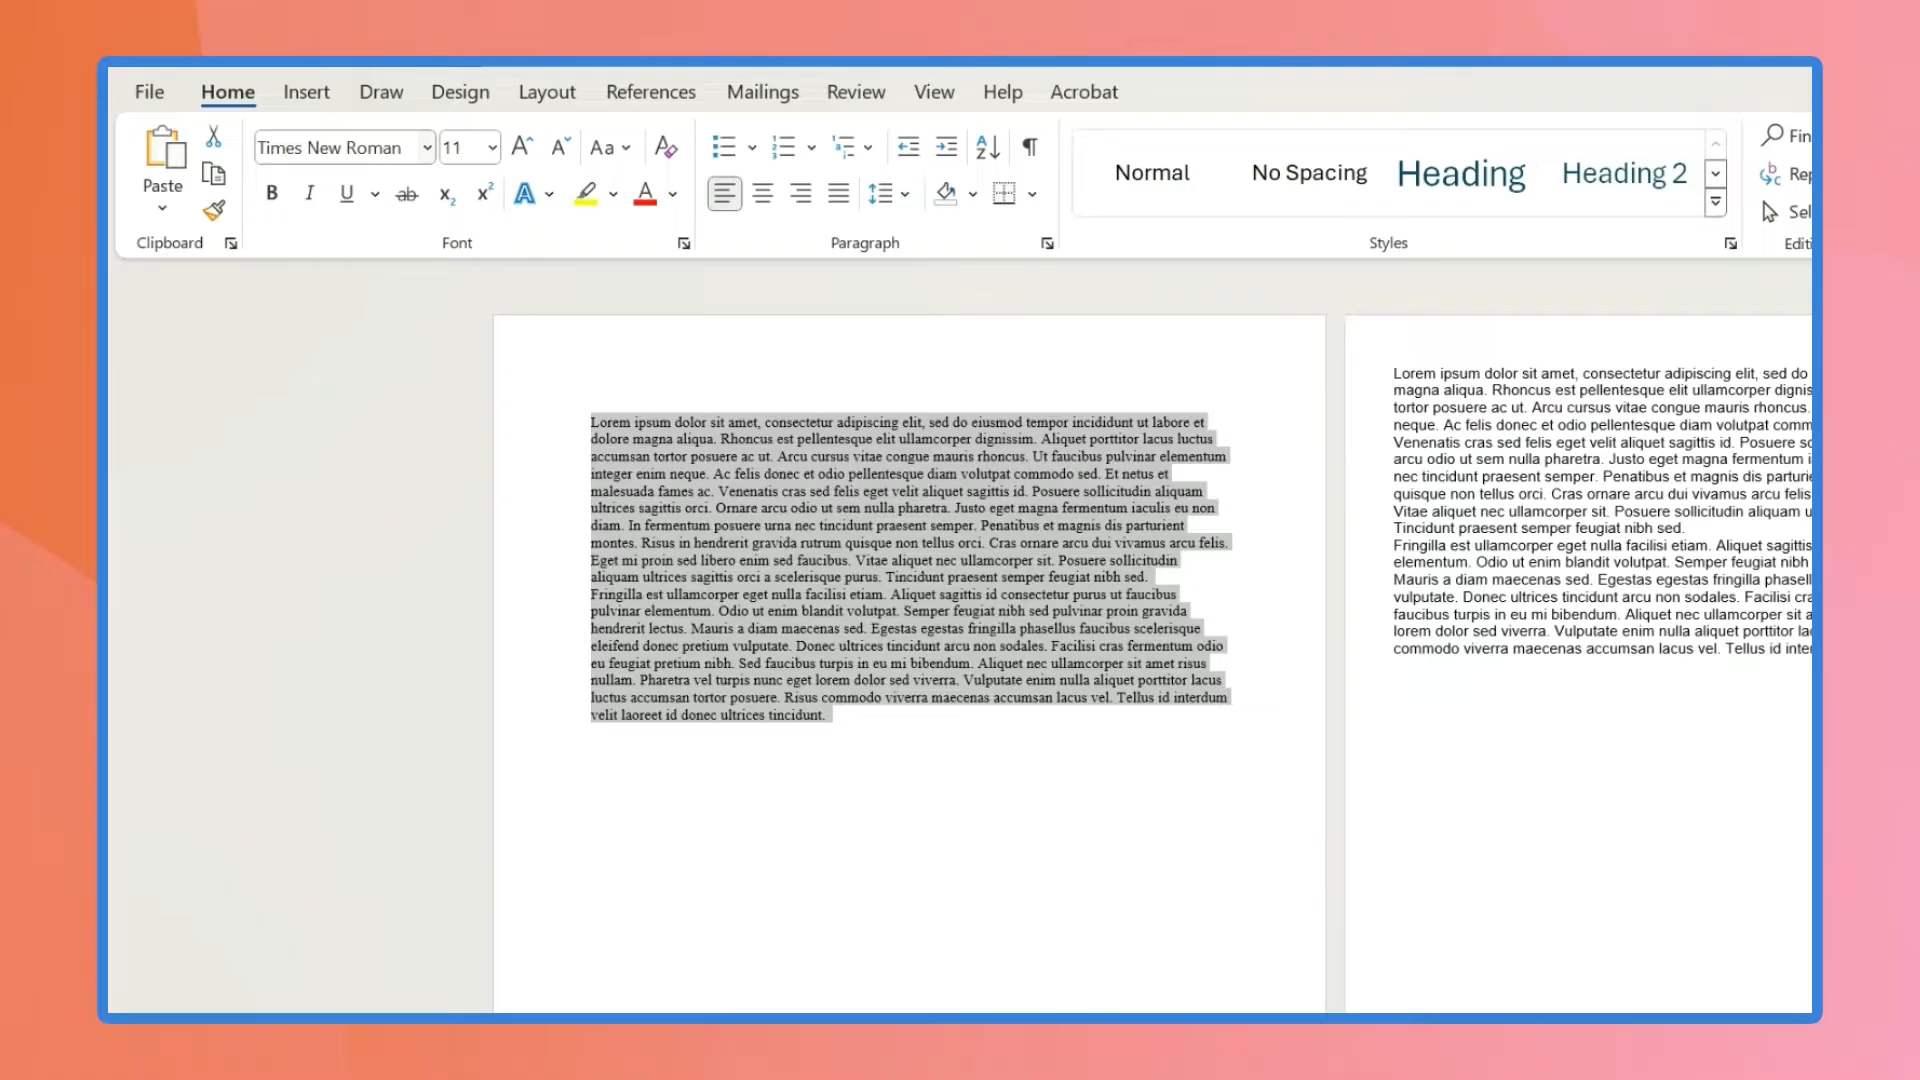 File Home Insert Draw Design Layout References Mailings Review View Help Acrobat
Times New Roman 11
Aa
Paste
B I U ab
Normal No Spacing Heading Heading 2
Clipboard Font Paragraph Styles
Lorem ipsum dolor sit amet, consectetur adipiscing elit, sed do eiusmod tempor incididunt ut labore et
dolore magna aliqua. Rhoncus est pellentesque elit ullamcorper dignissim. Aliquet porttitor lacus luctus
accumsan tortor posuere ac ut. Arcu cursus vitae congue mauris rhoncus. Ut faucibus pulvinar elementum
integer enim neque. Ac felis donec et odio pellentesque diam volutpat commodo sed. Et netus et
malesuada fames ac. Venenatis cras sed felis eget velit aliquet sagittis id. Posuere sollicitudin aliquam
ultrices sagittis orci. Ornare arcu odio ut sem nulla pharetra. Justo eget magna fermentum iaculis eu non
diam. In fermentum posuere urna nec tincidunt praesent semper. Penatibus et magnis dis parturient
montes. Risus in hendrerit gravida rutrum quisque non tellus orci. Cras ornare arcu dui vivamus arcu felis.
Eget mi proin sed libero enim sed faucibus. Vitae aliquet nec ullamcorper sit. Posuere sollicitudin
aliquam ultrices sagittis orci a scelerisque purus. Tincidunt praesent semper feugiat nibh sed.
Fringilla est ullamcorper eget nulla facilisi etiam. Aliquet sagittis id consectetur purus ut faucibus
pulvinar elementum. Odio ut enim blandit volutpat. Semper feugiat nibh sed pulvinar proin gravida
hendrerit lectus. Mauris a diam maecenas sed. Egestas egestas fringilla phasellus faucibus scelerisque
eleifend donec pretium vulputate. Donec ultrices tincidunt arcu non sodales. Facilisi cras fermentum odio
eu feugiat pretium nibh. Sed faucibus turpis in eu mi bibendum. Aliquet nec ullamcorper sit amet risus
nullam. Pharetra vel turpis nunc eget lorem dolor sed viverra. Vulputate enim nulla aliquet porttitor lacus
luctus accumsan tortor posuere. Risus commodo viverra maecenas accumsan lacus vel. Tellus id interdum
velit laoreet id donec ultrices tincidunt.
Lorem ipsum dolor sit amet, consectetur adipiscing elit, sed do
magna aliqua. Rhoncus est pellentesque elit ullamcorper
tortor posuere ac ut. Arcu cursus vitae congue mauris rhoncus.
neque. Ac felis donec et odio pellentesque diam volutpat
Venenatis cras sed felis eget velit aliquet sagittis id. Posuere
arcu odio ut sem nulla pharetra. Justo eget magna fermentum
nec tincidunt praesent semper. Penatibus et magnis dis
quisque non tellus orci. Cras ornare arcu dui vivamus arcu felis
Vitae aliquet nec ullamcorper sit. Posuere sollicitudin aliquam
Tincidunt praesent semper feugiat nibh sed.
Fringilla est ullamcorper eget nulla facilisi etiam. Aliquet sagittis
elementum. Odio ut enim blandit volutpat. Semper feugiat nibh
Mauris a diam maecenas sed. Egestas egestas fringilla
vulputate. Donec ultrices tincidunt arcu non sodales. Facilisi
faucibus turpis in eu mi bibendum. Aliquet nec ullamcorper sit
lorem dolor sed viverra. Vulputate enim nulla aliquet porttitor
commodo viverra maecenas accumsan lacus vel. Tellus id